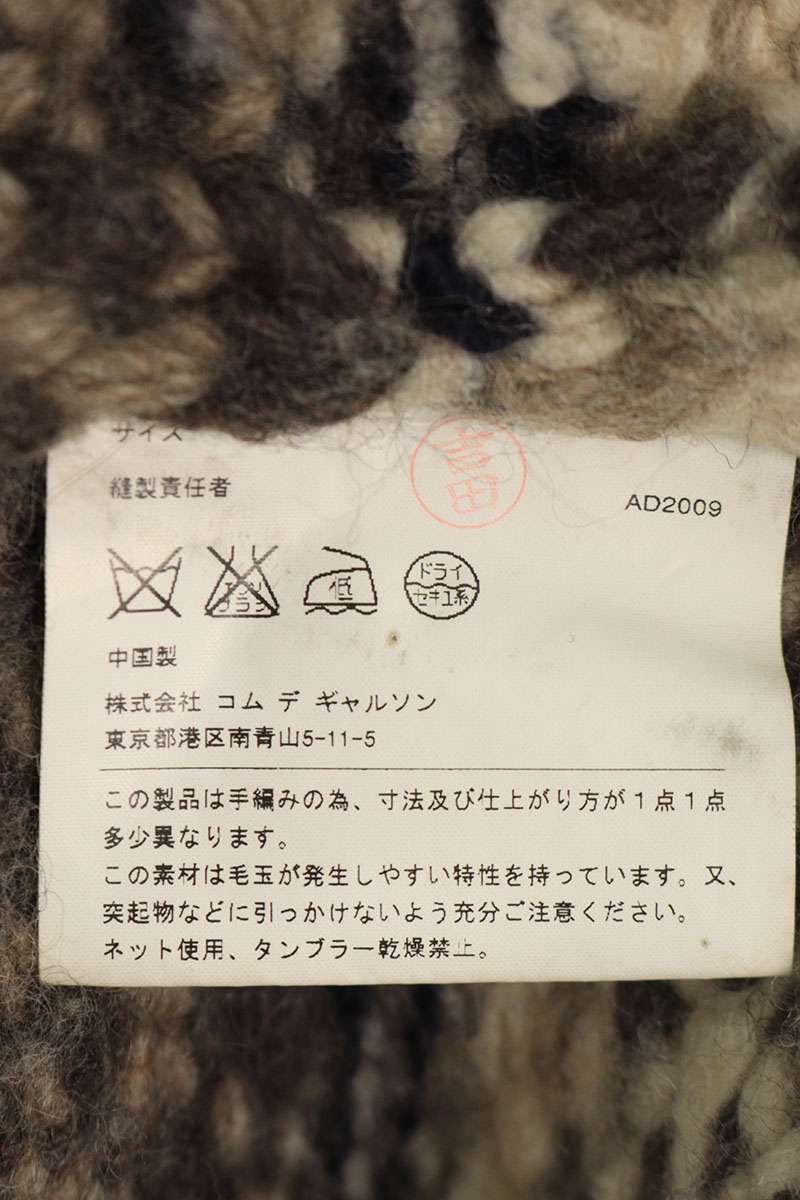 サイズ
縫製責任者
吉田
AD2009
エンソ
サラシ
低
ドライ
セキユ系
中国製
株式会社 コム デ ギャルソン
東京都港区南青山5-11-5
この製品は手編みの為、寸法及び仕上がり方が1点1点
多少異なります。
この素材は毛玉が発生しやすい特性を持っています。又、
突起物などに引っかけないよう充分ご注意ください。
ネット使用、タンブラー乾燥禁止。